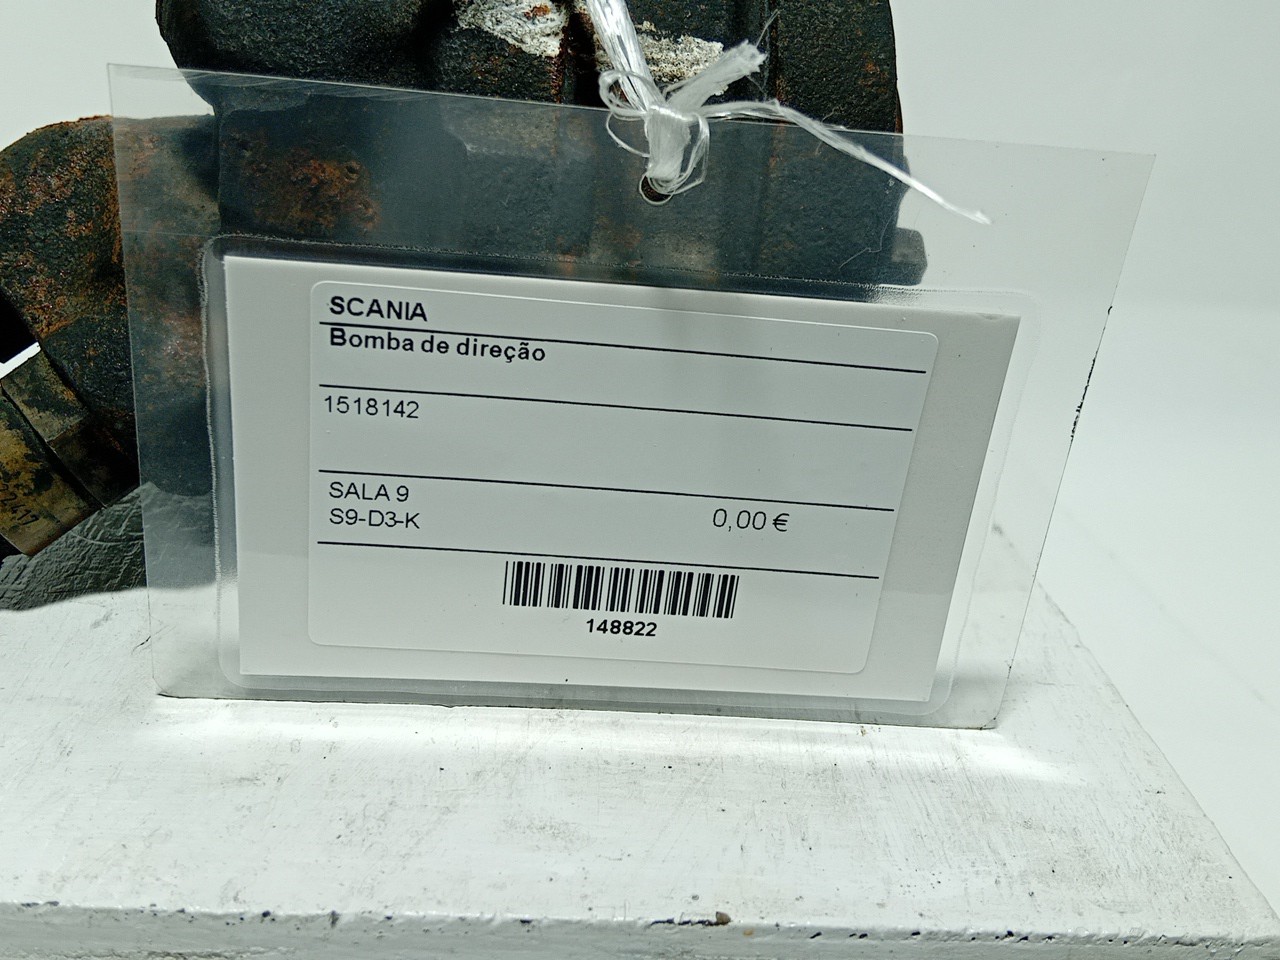 SCANIA
Bomba de direção
1518142
SALA 9
S9-D3-K
0,00 €
148822